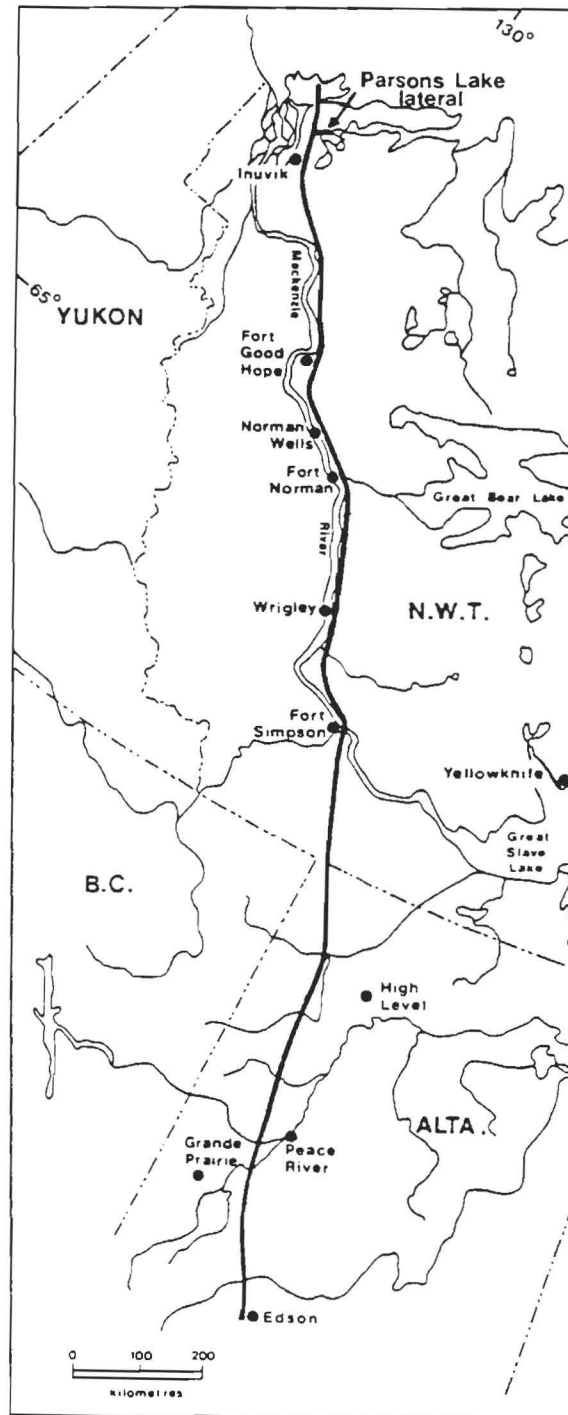 130°
Parsons Lake
lateral
Inuvik
Mackenzie
65°
YUKON
Fort
Good
Hope
Norman
Wells
Fort
Norman
Great Bear Lake
River
Wrigley
N.W.T.
Fort
Simpson
Yellowknife
Great
Slave
Lake
B.C.
High
Level
ALTA.
Grande
Prairie
Peace
River
Edson
0 100 200
kilometres